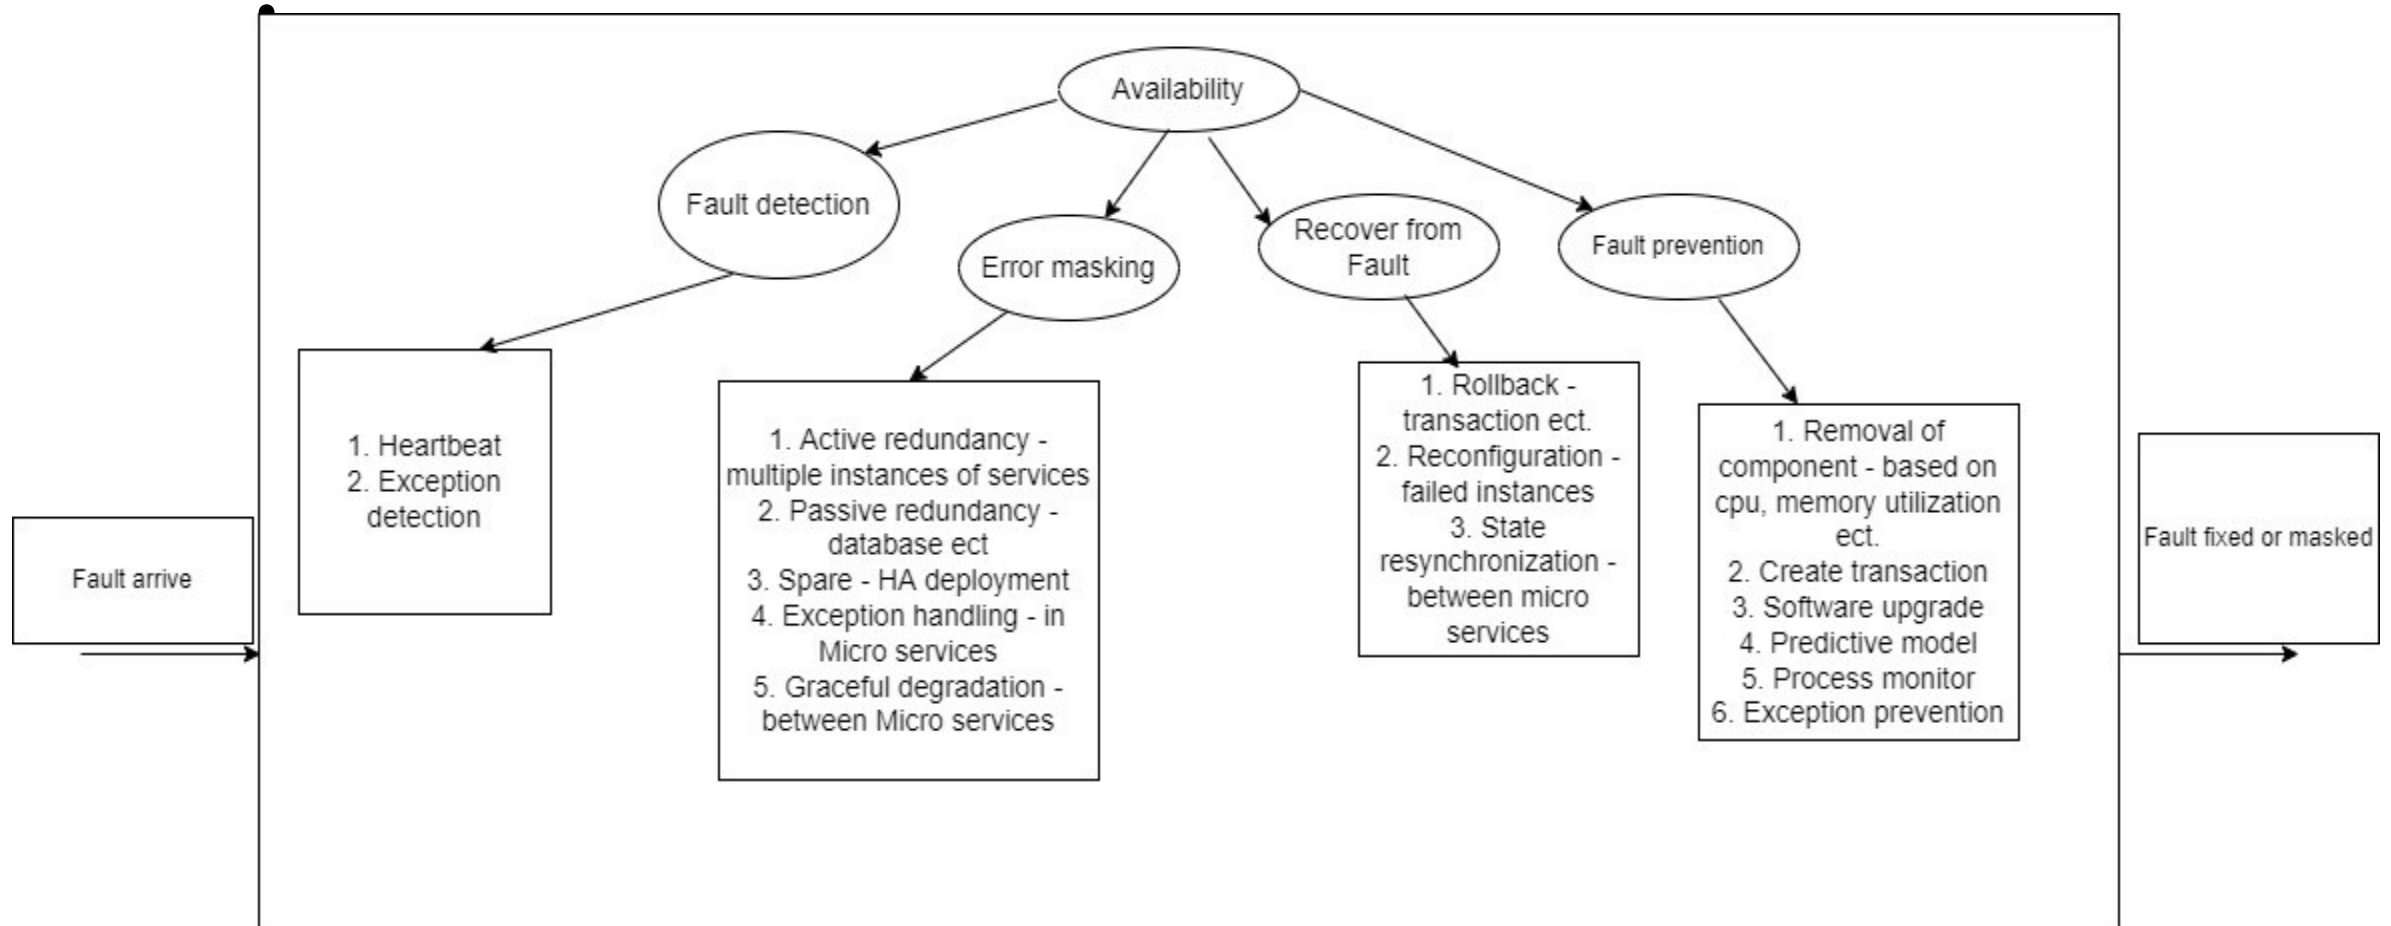 Availability
Fault detection
Error masking
Recover from
Fault
Fault prevention
1. Heartbeat
2. Exception
detection
1. Active redundancy -
multiple instances of services
2. Passive redundancy -
database ect
3. Spare - HA deployment
4. Exception handling - in
Micro services
5. Graceful degradation -
between Micro services
1. Rollback -
transaction ect.
2. Reconfiguration -
failed instances
3. State
resynchronization -
between micro
services
1. Removal of
component - based on
cpu, memory utilization
ect.
2. Create transaction
3. Software upgrade
4. Predictive model
5. Process monitor
6. Exception prevention
Fault arrive
Fault fixed or masked